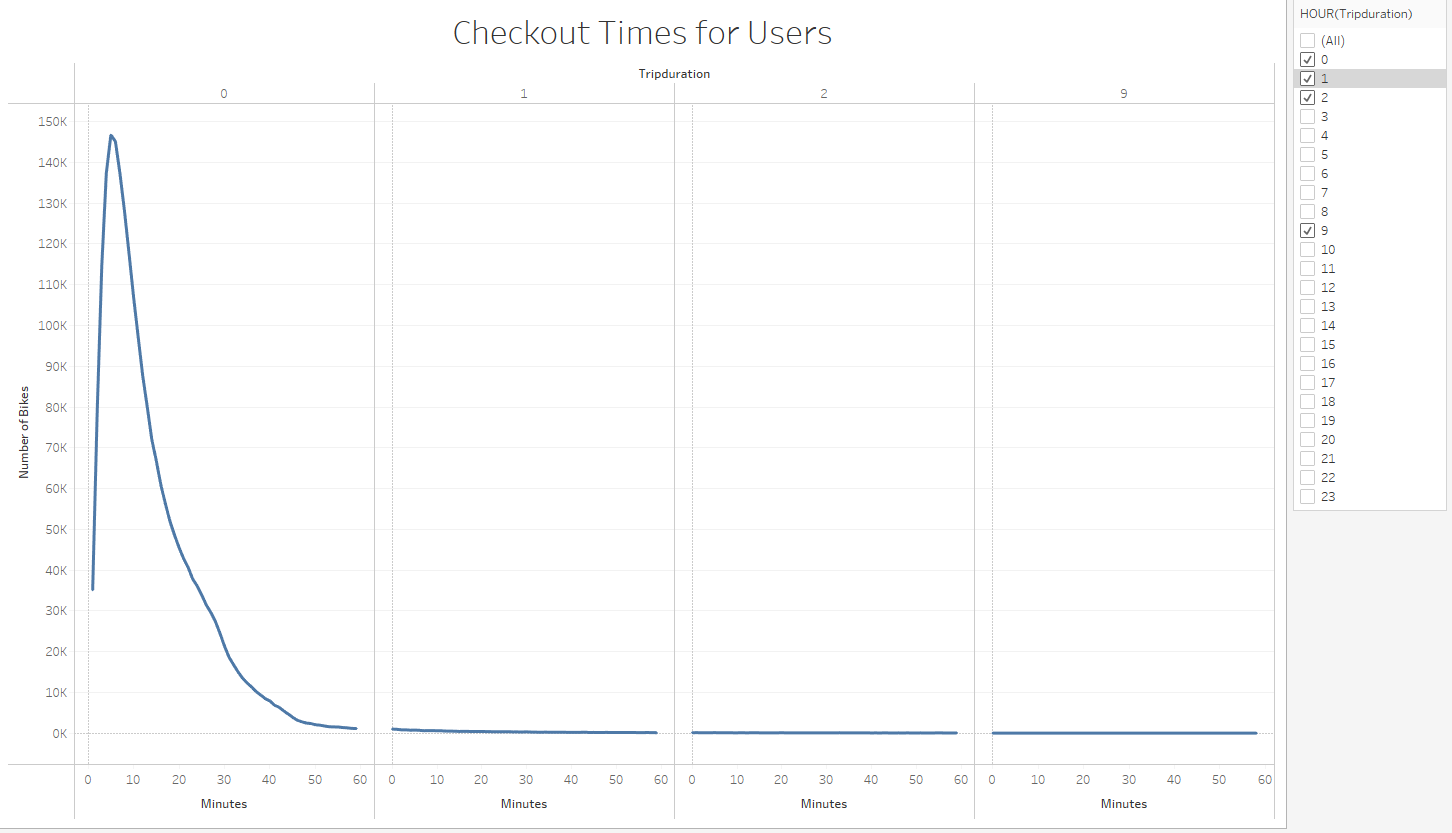 Checkout Times for Users
Tripduration
0 1 2 9
150K
140K
130K
120K
110K
100K
90K
80K
70K
60K
50K
40K
30K
20K
10K
0K
Number of Bikes
0 10 20 30 40 50 60 0 10 20 30 40 50 60 0 10 20 30 40 50 60 0 10 20 30 40 50 60
Minutes Minutes Minutes Minutes
HOUR(Tripduration)
(All)
0
1
2
3
4
5
6
7
8
9
10
11
12
13
14
15
16
17
18
19
20
21
22
23